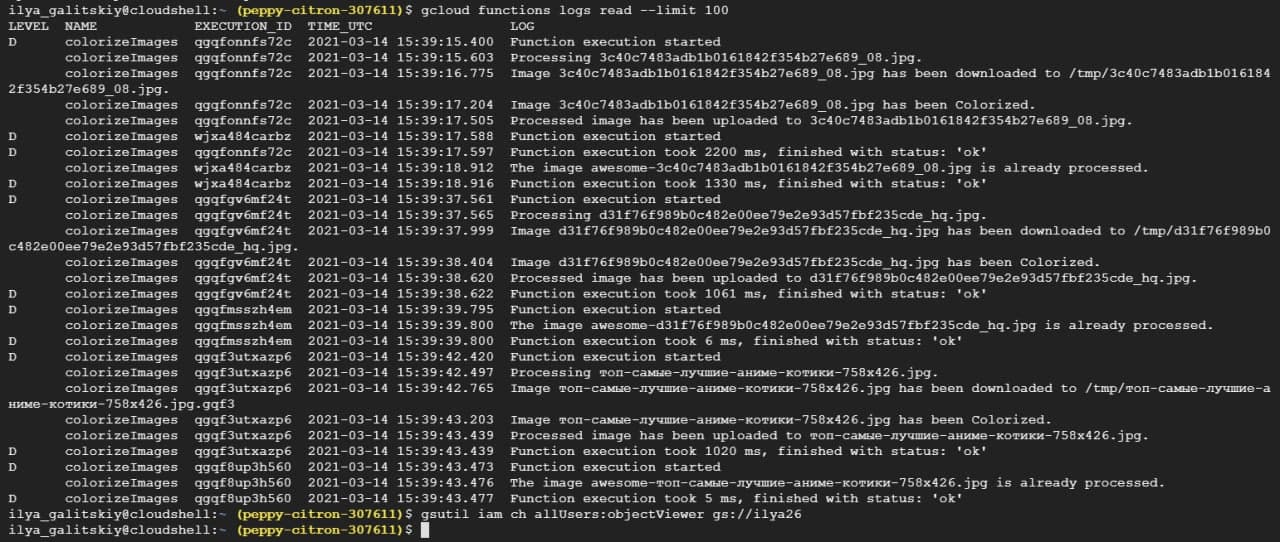 ilya_galitskiy@cloudshell:~ (peppy-citron-307611)$ gcloud functions logs read --limit 100
LEVEL  NAME            EXECUTION_ID  TIME_UTC                 LOG
D      colorizeImages  qgqfonnfs72c  2021-03-14 15:39:15.400  Function execution started
       colorizeImages  qgqfonnfs72c  2021-03-14 15:39:15.603  Processing 3c40c7483adb1b0161842f354b27e689_08.jpg.
       colorizeImages  qgqfonnfs72c  2021-03-14 15:39:16.775  Image 3c40c7483adb1b0161842f354b27e689_08.jpg has been downloaded to /tmp/3c40c7483adb1b016184
2f354b27e689_08.jpg.
       colorizeImages  qgqfonnfs72c  2021-03-14 15:39:17.204  Image 3c40c7483adb1b0161842f354b27e689_08.jpg has been Colorized.
       colorizeImages  qgqfonnfs72c  2021-03-14 15:39:17.505  Processed image has been uploaded to 3c40c7483adb1b0161842f354b27e689_08.jpg.
D      colorizeImages  wjxa484carbz  2021-03-14 15:39:17.588  Function execution started
D      colorizeImages  qgqfonnfs72c  2021-03-14 15:39:17.597  Function execution took 2200 ms, finished with status: 'ok'
       colorizeImages  wjxa484carbz  2021-03-14 15:39:18.912  The image awesome-3c40c7483adb1b0161842f354b27e689_08.jpg is already processed.
D      colorizeImages  wjxa484carbz  2021-03-14 15:39:18.916  Function execution took 1330 ms, finished with status: 'ok'
D      colorizeImages  qgqfgv6mf24t  2021-03-14 15:39:37.561  Function execution started
       colorizeImages  qgqfgv6mf24t  2021-03-14 15:39:37.565  Processing d31f76f989b0c482e00ee79e2e93d57fbf235cde_hq.jpg.
       colorizeImages  qgqfgv6mf24t  2021-03-14 15:39:37.999  Image d31f76f989b0c482e00ee79e2e93d57fbf235cde_hq.jpg has been downloaded to /tmp/d31f76f989b0
c482e00ee79e2e93d57fbf235cde_hq.jpg.
       colorizeImages  qgqfgv6mf24t  2021-03-14 15:39:38.404  Image d31f76f989b0c482e00ee79e2e93d57fbf235cde_hq.jpg has been Colorized.
       colorizeImages  qgqfgv6mf24t  2021-03-14 15:39:38.620  Processed image has been uploaded to d31f76f989b0c482e00ee79e2e93d57fbf235cde_hq.jpg.
D      colorizeImages  qgqfgv6mf24t  2021-03-14 15:39:38.622  Function execution took 1061 ms, finished with status: 'ok'
D      colorizeImages  qgqfmsszh4em  2021-03-14 15:39:39.795  Function execution started
       colorizeImages  qgqfmsszh4em  2021-03-14 15:39:39.800  The image awesome-d31f76f989b0c482e00ee79e2e93d57fbf235cde_hq.jpg is already processed.
D      colorizeImages  qgqfmsszh4em  2021-03-14 15:39:39.800  Function execution took 6 ms, finished with status: 'ok'
D      colorizeImages  qgqf3utxazp6  2021-03-14 15:39:42.420  Function execution started
       colorizeImages  qgqf3utxazp6  2021-03-14 15:39:42.497  Processing топ-самые-лучшие-аниме-котики-758x426.jpg.
       colorizeImages  qgqf3utxazp6  2021-03-14 15:39:42.765  Image топ-самые-лучшие-аниме-котики-758x426.jpg has been downloaded to /tmp/топ-самые-лучшие-а
ниме-котики-758x426.jpg.gqf3
       colorizeImages  qgqf3utxazp6  2021-03-14 15:39:43.203  Image топ-самые-лучшие-аниме-котики-758x426.jpg has been Colorized.
       colorizeImages  qgqf3utxazp6  2021-03-14 15:39:43.439  Processed image has been uploaded to топ-самые-лучшие-аниме-котики-758x426.jpg.
D      colorizeImages  qgqf3utxazp6  2021-03-14 15:39:43.439  Function execution took 1020 ms, finished with status: 'ok'
D      colorizeImages  qgqf8up3h560  2021-03-14 15:39:43.473  Function execution started
       colorizeImages  qgqf8up3h560  2021-03-14 15:39:43.476  The image awesome-топ-самые-лучшие-аниме-котики-758x426.jpg is already processed.
D      colorizeImages  qgqf8up3h560  2021-03-14 15:39:43.477  Function execution took 5 ms, finished with status: 'ok'
ilya_galitskiy@cloudshell:~ (peppy-citron-307611)$ gsutil iam ch allUsers:objectViewer gs://ilya26
ilya_galitskiy@cloudshell:~ (peppy-citron-307611)$